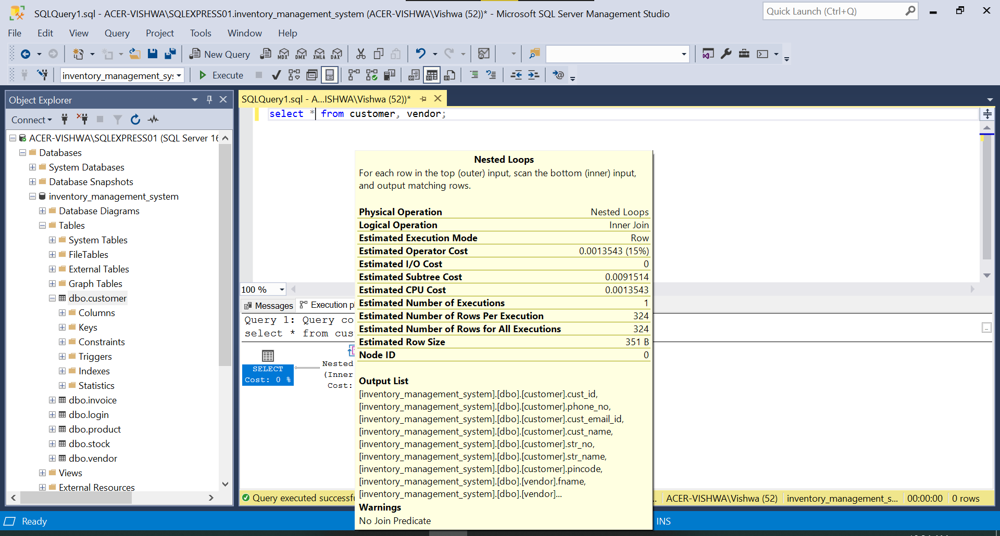 SQLQuery1.sql - ACER-VISHWA\SQLEXPRESS01.inventory_management_system (ACER-VISHWA\Vishwa (52))* - Microsoft SQL Server Management Studio
Quick Launch (Ctrl+Q)
File Edit View Query Project Tools Window Help
New Query MDX DMX XMLA DAX
inventory_management_sys Execute
Object Explorer
Connect
ACER-VISHWA\SQLEXPRESS01 (SQL Server 16
Databases
System Databases
Database Snapshots
inventory_management_system
Database Diagrams
Tables
System Tables
FileTables
External Tables
Graph Tables
dbo.customer
Columns
Keys
Constraints
Triggers
Indexes
Statistics
dbo.invoice
dbo.login
dbo.product
dbo.stock
dbo.vendor
Views
External Resources
SQLQuery1.sql - A...ISHWA\Vishwa (52))*
select * from customer, vendor;
100 %
Messages Execution p
Query 1: Query co
select * from cus
SELECT
Cost: 0 %
Nested
(Inner
Cost:
Nested Loops
For each row in the top (outer) input, scan the bottom (inner) input,
and output matching rows.
Physical Operation Nested Loops
Logical Operation Inner Join
Estimated Execution Mode Row
Estimated Operator Cost 0.0013543 (15%)
Estimated I/O Cost 0
Estimated Subtree Cost 0.0091514
Estimated CPU Cost 0.0013543
Estimated Number of Executions 1
Estimated Number of Rows Per Execution 324
Estimated Number of Rows for All Executions 324
Estimated Row Size 351 B
Node ID 0
Output List
[inventory_management_system].[dbo].[customer].cust_id,
[inventory_management_system].[dbo].[customer].phone_no,
[inventory_management_system].[dbo].[customer].cust_email_id,
[inventory_management_system].[dbo].[customer].cust_name,
[inventory_management_system].[dbo].[customer].str_no,
[inventory_management_system].[dbo].[customer].str_name,
[inventory_management_system].[dbo].[customer].pincode,
[inventory_management_system].[dbo].[vendor].fname,
[inventory_management_system].[dbo].[vendor]...
Warnings
No Join Predicate
Query executed successfu
ACER-VISHWA\Vishwa (52) inventory_management_s... 00:00:00 0 rows
Ready INS